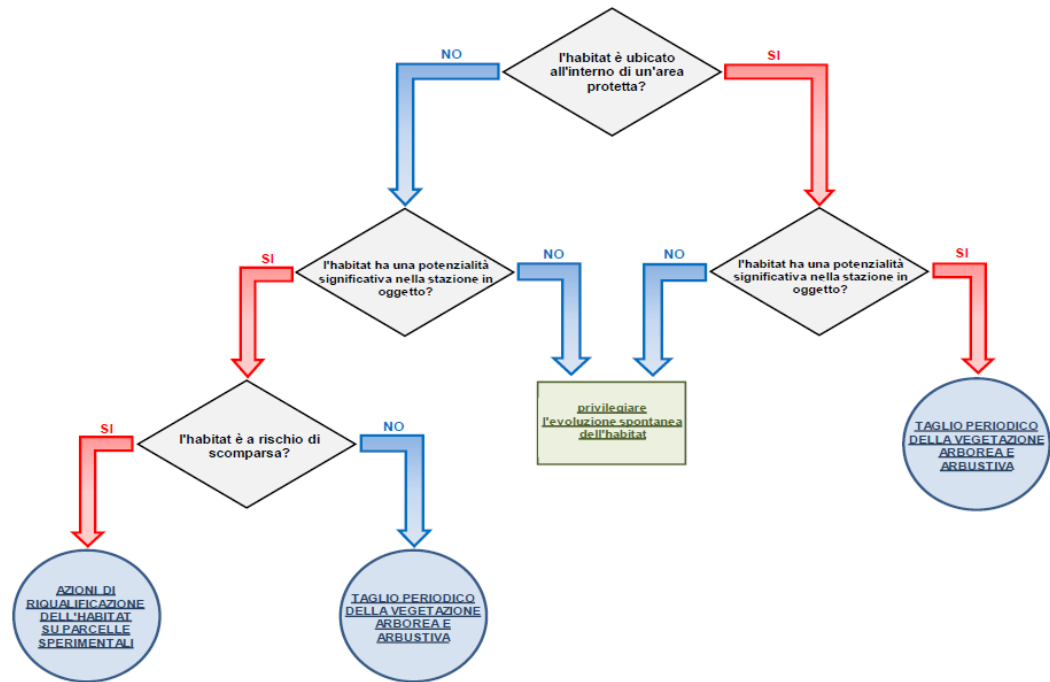 NO
l'habitat è ubicato
all'interno di un'area
protetta?
SI
SI
l'habitat ha una potenzialità
significativa nella stazione in
oggetto?
NO
NO
l'habitat ha una potenzialità
significativa nella stazione in
oggetto?
SI
SI
l'habitat è a rischio di
scomparsa?
NO
privilegiare
l'evoluzione spontanea
dell'habitat
TAGLIO PERIODICO
DELLA VEGETAZIONE
ARBOREA E
ARBUSTIVA
AZIONI DI
RIQUALIFICAZIONE
DELL'HABITAT
SU PARCELLE
SPERIMENTALI
TAGLIO PERIODICO
DELLA VEGETAZIONE
ARBOREA E
ARBUSTIVA